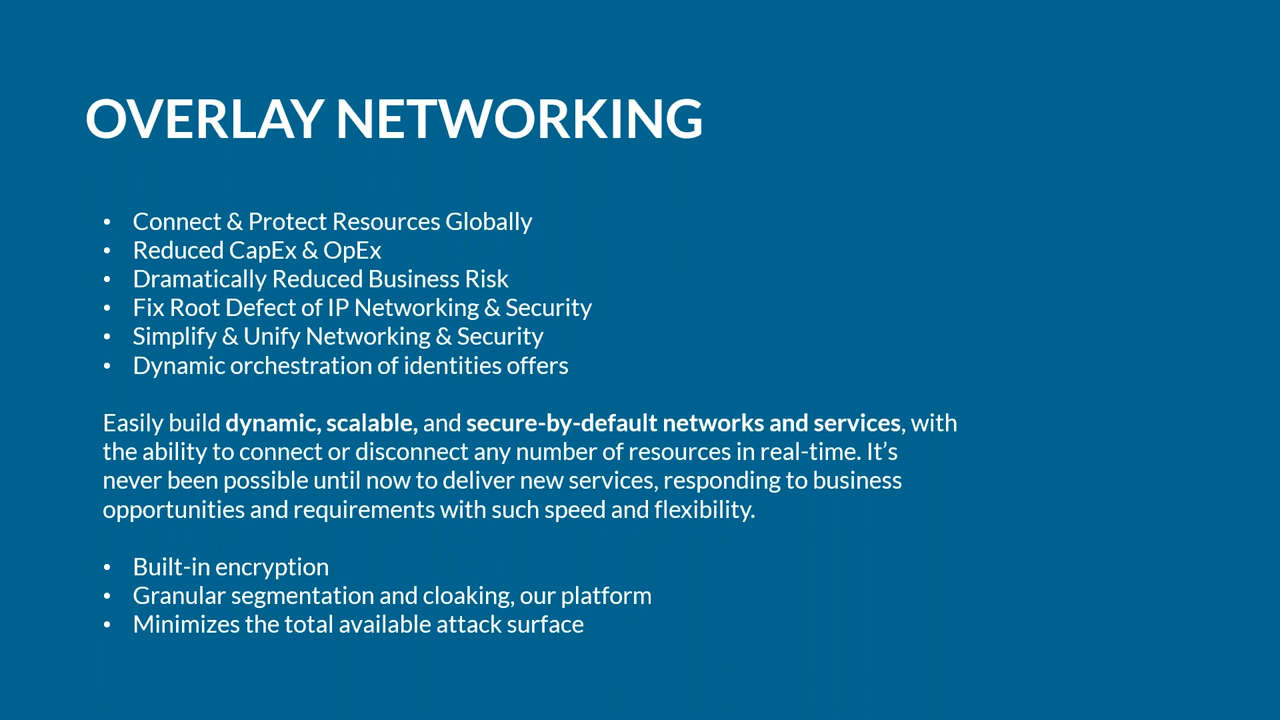 OVERLAY NETWORKING
• Connect & Protect Resources Globally
• Reduced CapEx & OpEx
• Dramatically Reduced Business Risk
• Fix Root Defect of IP Networking & Security
• Simplify & Unify Networking & Security
• Dynamic orchestration of identities offers
Easily build dynamic, scalable, and secure-by-default networks and services, with
the ability to connect or disconnect any number of resources in real-time. It’s
never been possible until now to deliver new services, responding to business
opportunities and requirements with such speed and flexibility.
• Built-in encryption
• Granular segmentation and cloaking, our platform
• Minimizes the total available attack surface